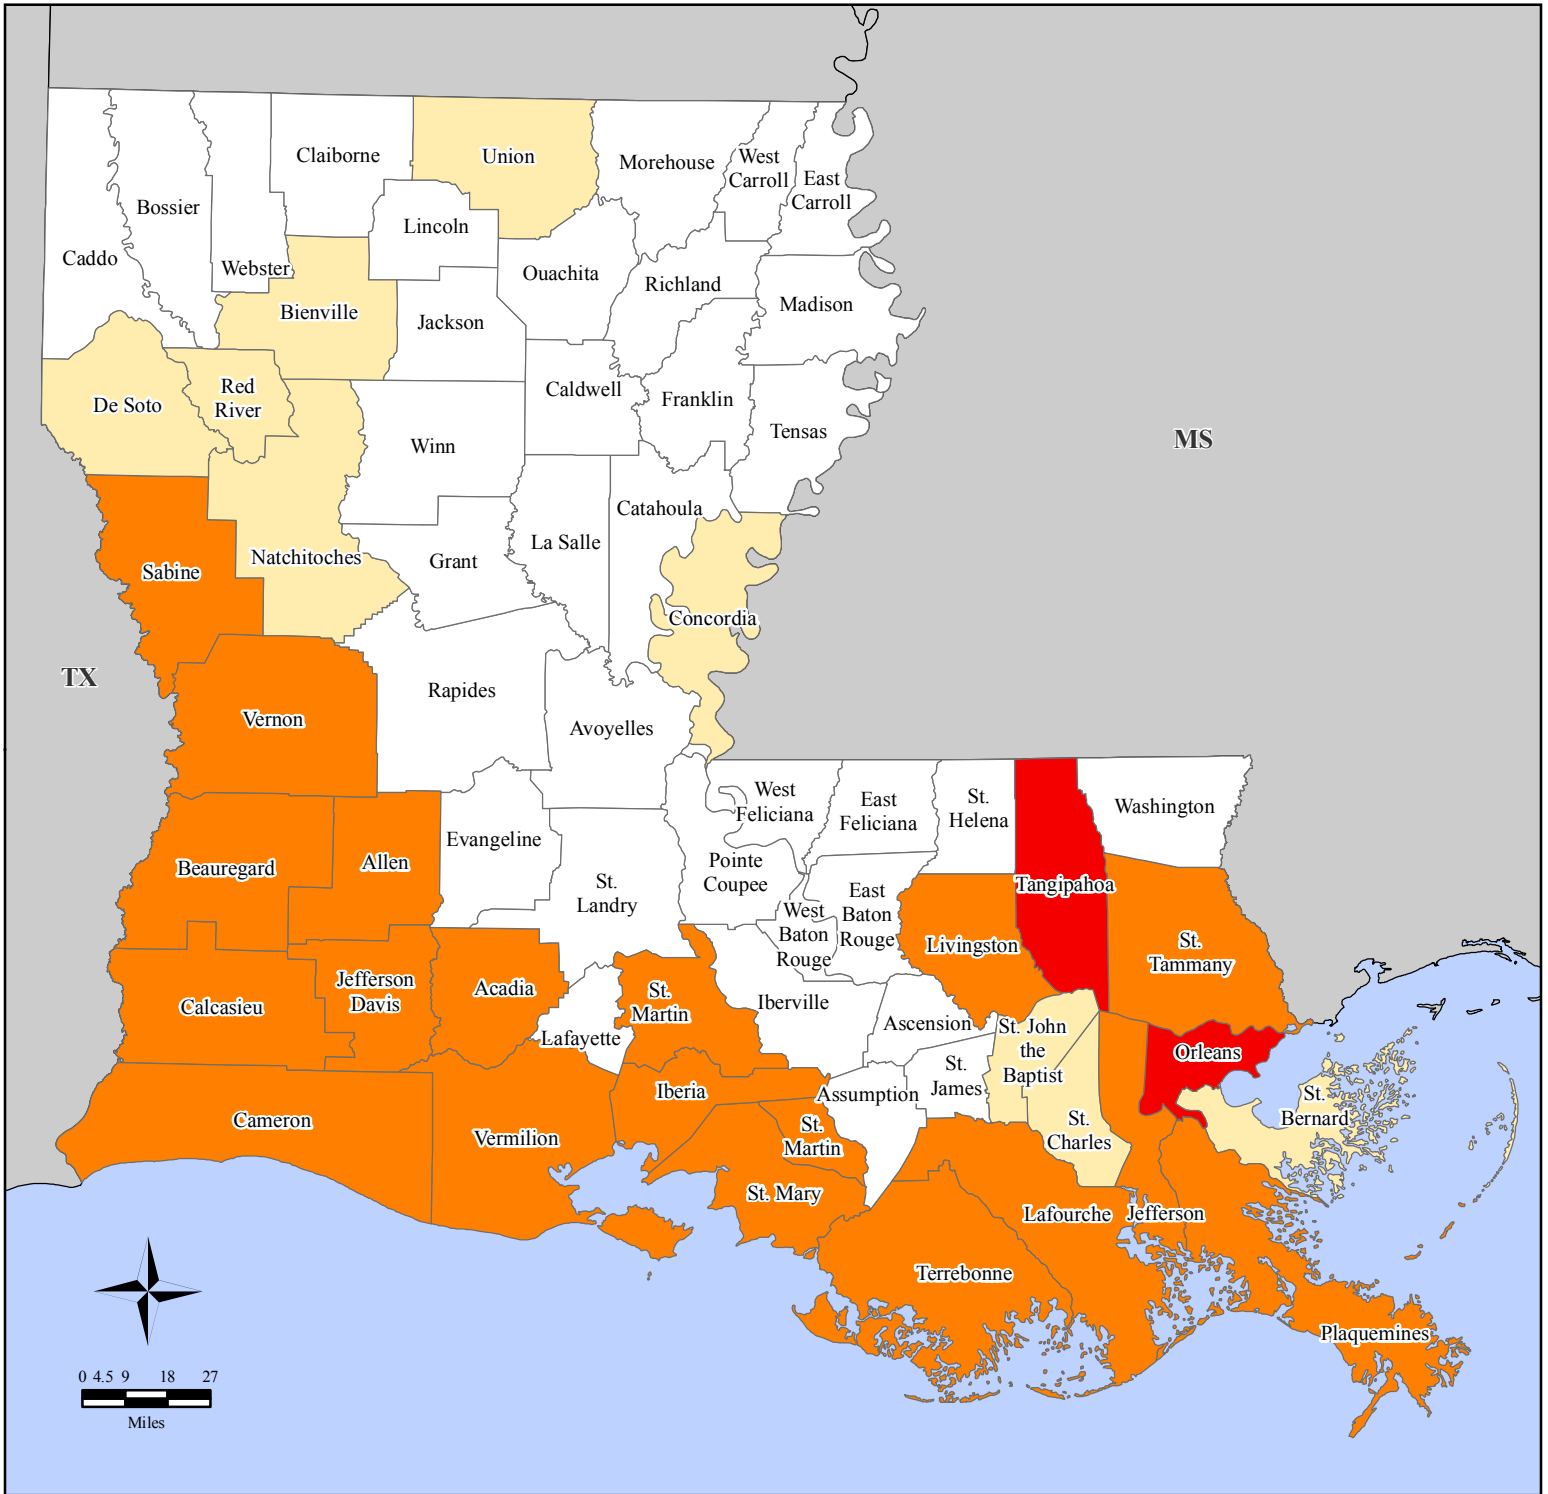 Claiborne
Union
Morehouse
West
Carroll
East
Carroll
Bossier
Lincoln
Caddo
Webster
Ouachita
Richland
Madison
Bienville
Jackson
De Soto
Red
River
Caldwell
Franklin
Tensas
Winn
MS
Catahoula
La Salle
Natchitoches
Grant
Sabine
Concordia
TX
Rapides
Vernon
Avoyelles
West
Feliciana
East
Feliciana
St.
Helena
Washington
Evangeline
Beauregard
Allen
Pointe
Coupee
Tangipahoa
St.
Landry
East
Baton
Rouge
West
Baton
Rouge
Livingston
St.
Tammany
Calcasieu
Jefferson
Davis
Acadia
St.
Martin
Iberville
Ascension
St. John
the
Baptist
Lafayette
Orleans
St.
James
Iberia
Assumption
St.
Bernard
Cameron
Vermilion
St.
Martin
St.
Charles
St. Mary
Lafourche
Jefferson
Terrebonne
Plaquemines
0 4.5 9 18 27
Miles